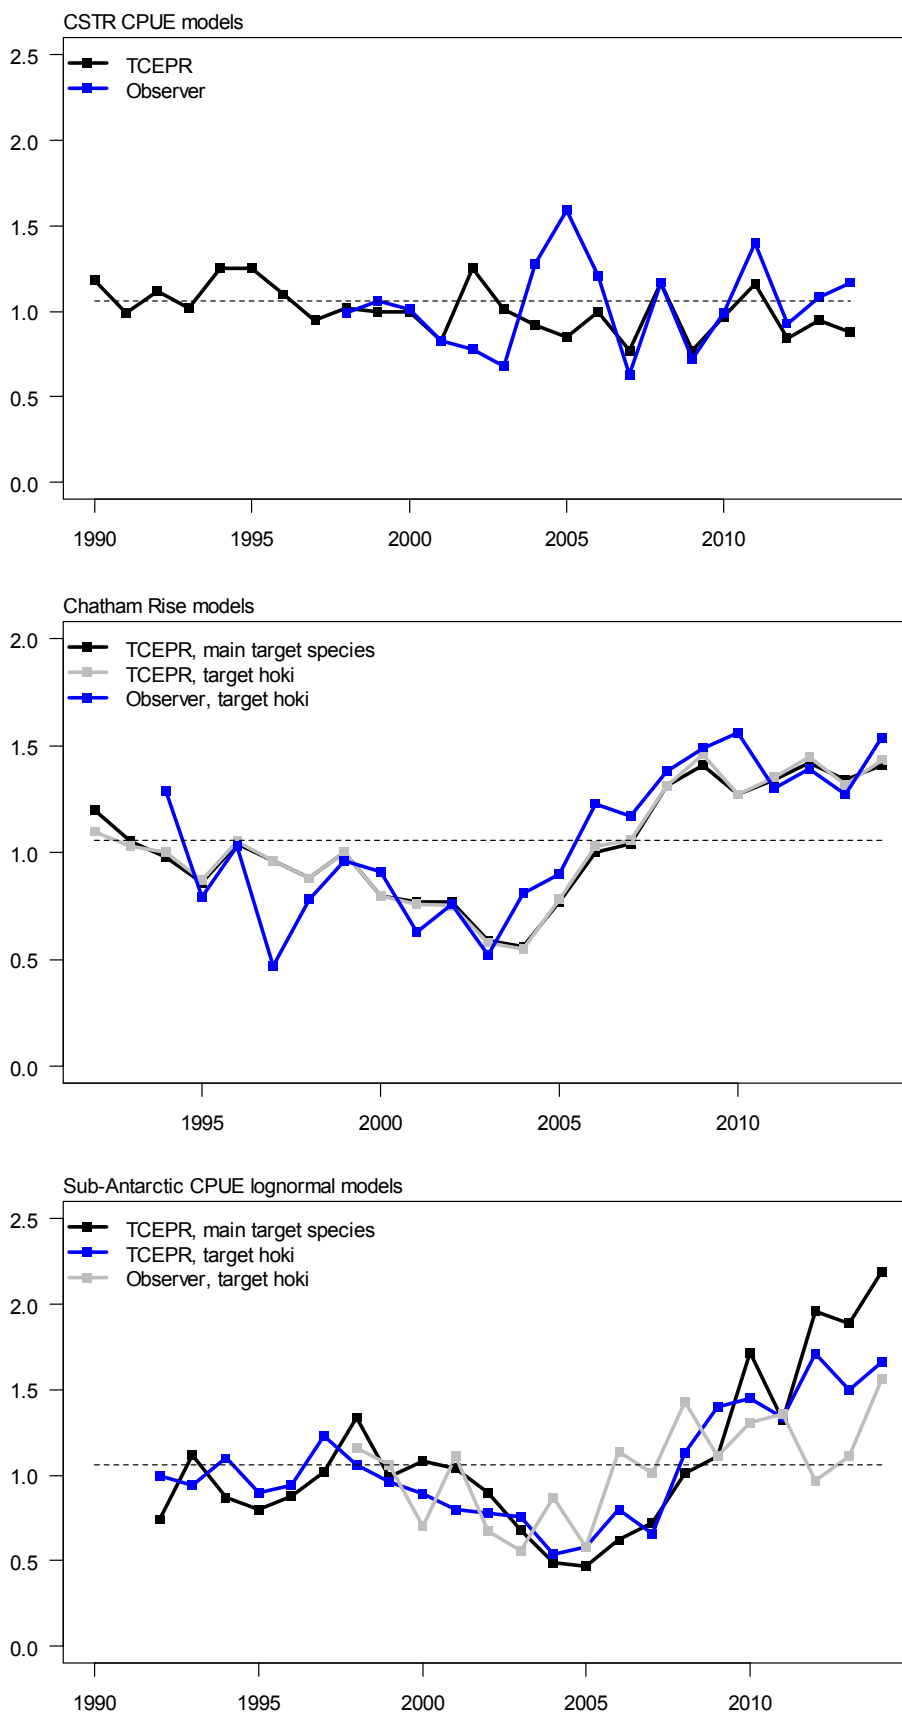 CSTR CPUE models
2.5
TCEPR
Observer
2.0
1.5
1.0
0.5
0.0
1990 1995 2000 2005 2010
Chatham Rise models
2.0
TCEPR, main target species
TCEPR, target hoki
Observer, target hoki
1.5
1.0
0.5
0.0
1995 2000 2005 2010
Sub-Antarctic CPUE lognormal models
2.5
TCEPR, main target species
TCEPR, target hoki
Observer, target hoki
2.0
1.5
1.0
0.5
0.0
1990 1995 2000 2005 2010